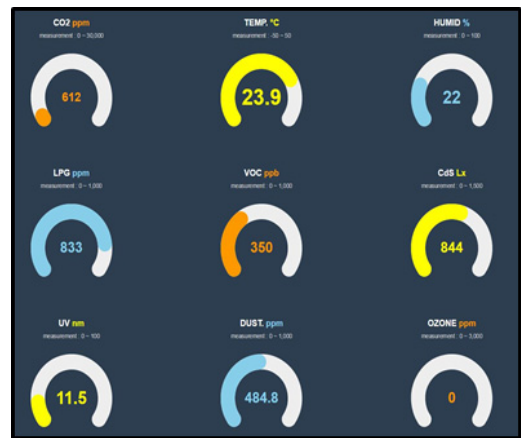 CO2 ppm
measurement : 0 ~ 30,000
612
TEMP. °C
measurement : -50 ~ 50
23.9
HUMID %
measurement : 0 ~ 100
22
LPG ppm
measurement : 0 ~ 1,000
833
VOC ppb
measurement : 0 ~ 1,000
350
CdS Lx
measurement : 0 ~ 1,500
844
UV nm
measurement : 0 ~ 100
11.5
DUST. ppm
measurement : 0 ~ 1,000
484.8
OZONE ppm
measurement : 0 ~ 3,000
0